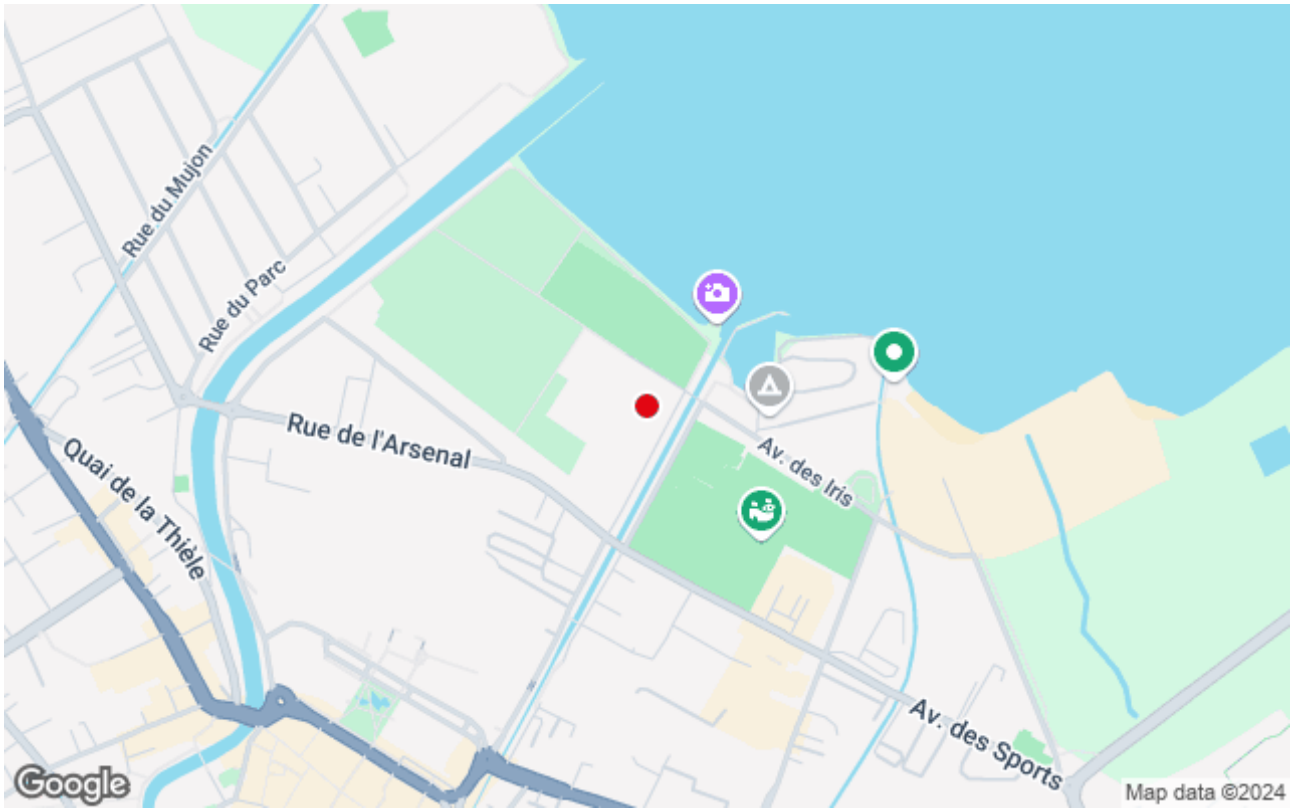 Rue du Mujon
Rue du Parc
Rue de l'Arsenal
Quai de la Thièle
Av. des Iris
Av. des Sports
Google
Map data ©2024